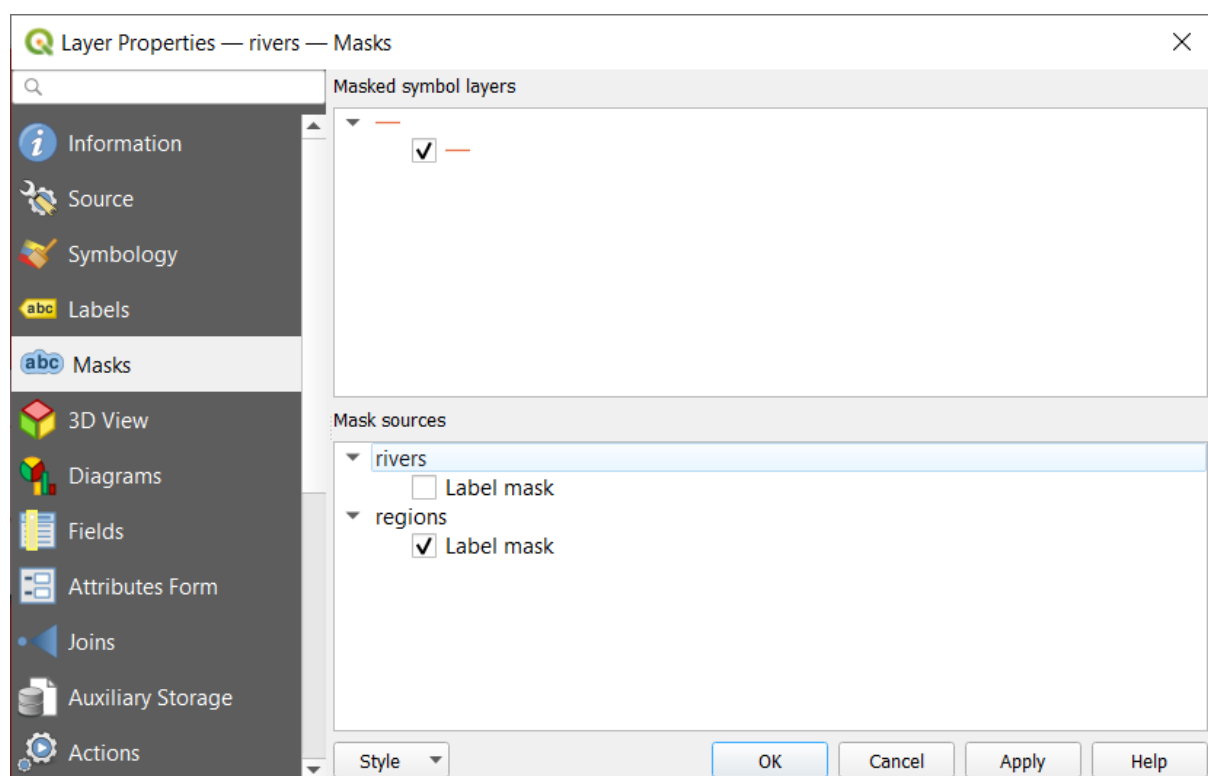 Layer Properties — rivers — Masks
Masked symbol layers
Information
Source
Symbology
abc Labels
abc Masks
3D View
Diagrams
Fields
Attributes Form
Joins
Auxiliary Storage
Actions
Mask sources
rivers
Label mask
regions
Label mask
Style
OK
Cancel
Apply
Help